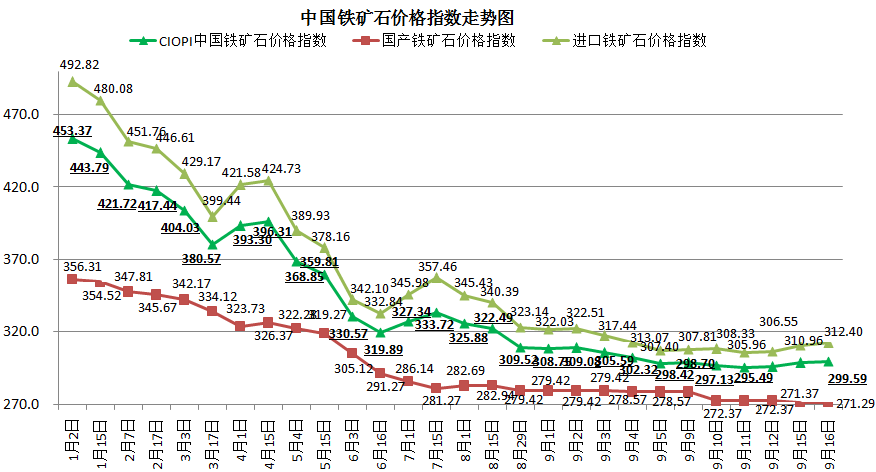 中国铁矿石价格指数走势图
CIOPI中国铁矿石价格指数 国产铁矿石价格指数 进口铁矿石价格指数
470.0
420.0
370.0
320.0
270.0
492.82 480.08 451.76 446.61 429.17 399.44 421.58 424.73 389.93 378.16 342.10 332.84 345.98 357.46 345.43 340.39 323.14 322.03 322.51 317.44 313.07 307.40 307.81 308.33 305.96 306.55 310.96 312.40
453.37 443.79 421.72 417.44 404.03 380.57 393.30 396.31 368.85 359.81 330.57 319.89 327.34 333.72 325.88 322.49 309.52 308.75 309.08 305.59 302.32 298.42 298.70 297.13 295.49 299.59
356.31 354.52 347.81 345.67 342.17 334.12 323.73 326.37 322.28 319.27 305.12 291.27 286.14 281.27 282.69 282.94 279.42 279.42 279.42 279.42 278.57 278.57 272.37 272.37 271.37 271.29
1月2日 1月15日 2月7日 2月17日 3月3日 3月17日 4月1日 4月15日 5月4日 5月15日 6月3日 6月16日 7月1日 7月15日 8月1日 8月15日 8月29日 9月1日 9月2日 9月3日 9月4日 9月5日 9月9日 9月10日 9月11日 9月12日 9月15日 9月16日